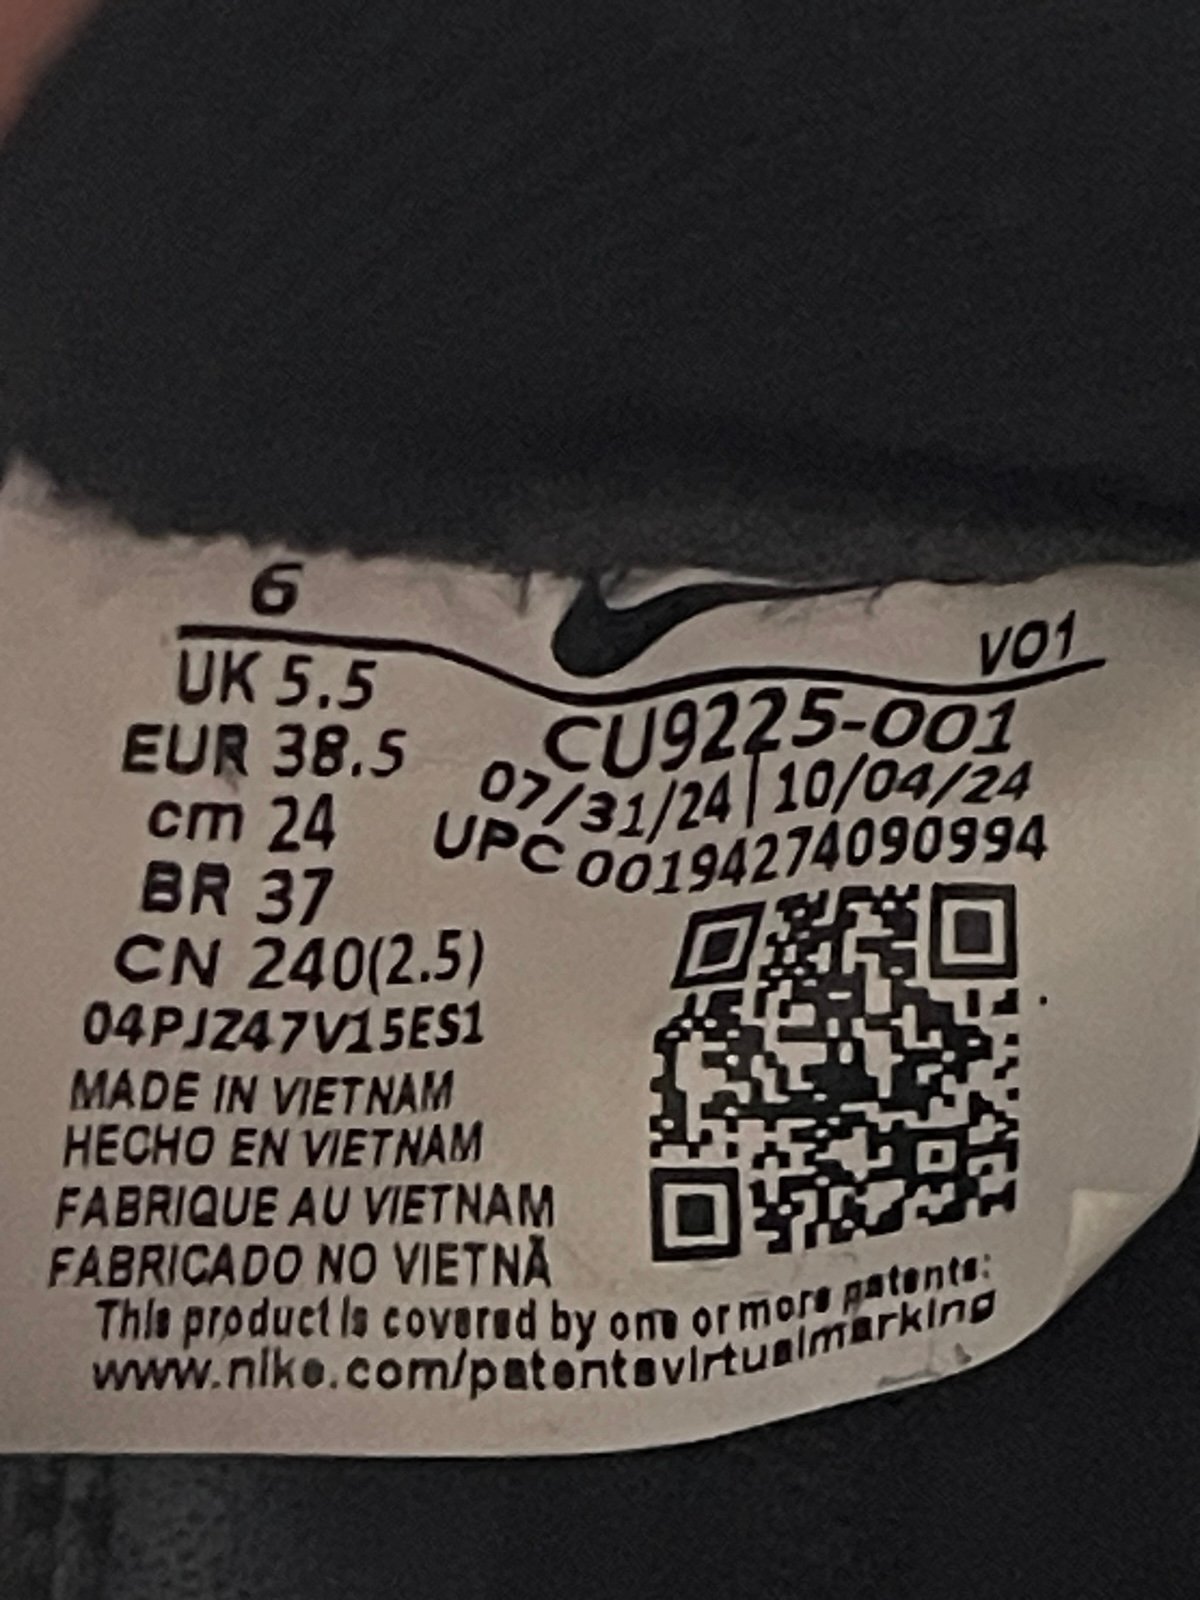 6
V01
UK 5.5
EUR 38.5
cm 24
BR 37
CN 240(2.5)
CU9225-001
07/31/24 | 10/04/24
UPC 00194274090994
04PJZ47V15ES1
MADE IN VIETNAM
HECHO EN VIETNAM
FABRIQUE AU VIETNAM
FABRICADO NO VIETNÃ
This product is covered by one or more patents:
www.nike.com/patentsvirtualmarking